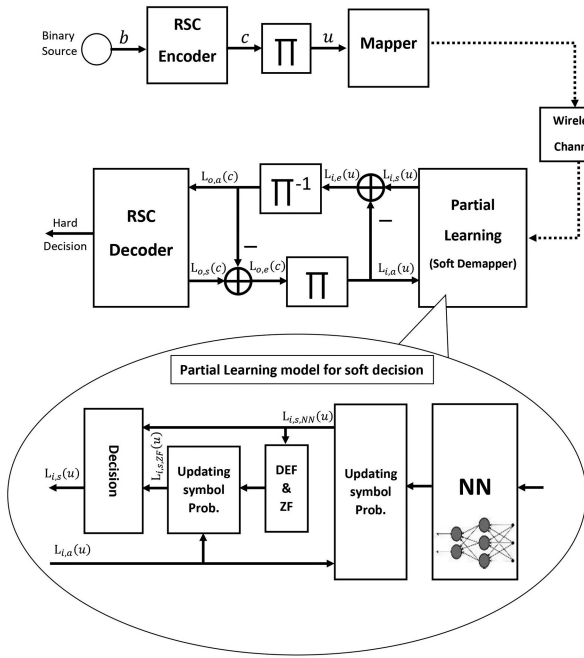 Binary
Source
b
RSC
Encoder
c
∏
u
Mapper
Wirele
Chann
L_{o,a}(c)
∏^{-1}
L_{i,e}(u)
L_{i,s}(u)
RSC
Decoder
Hard
Decision
Partial
Learning
(Soft Demapper)
L_{o,s}(c)
L_{o,e}(c)
∏
L_{i,a}(u)
Partial Learning model for soft decision
L_{i,s,NN}(u)
Decision
L_{i,s}(u)
L_{i,s,ZF}(u)
Updating
symbol
Prob.
DEF
&
ZF
Updating
symbol
Prob.
NN
L_{i,a}(u)